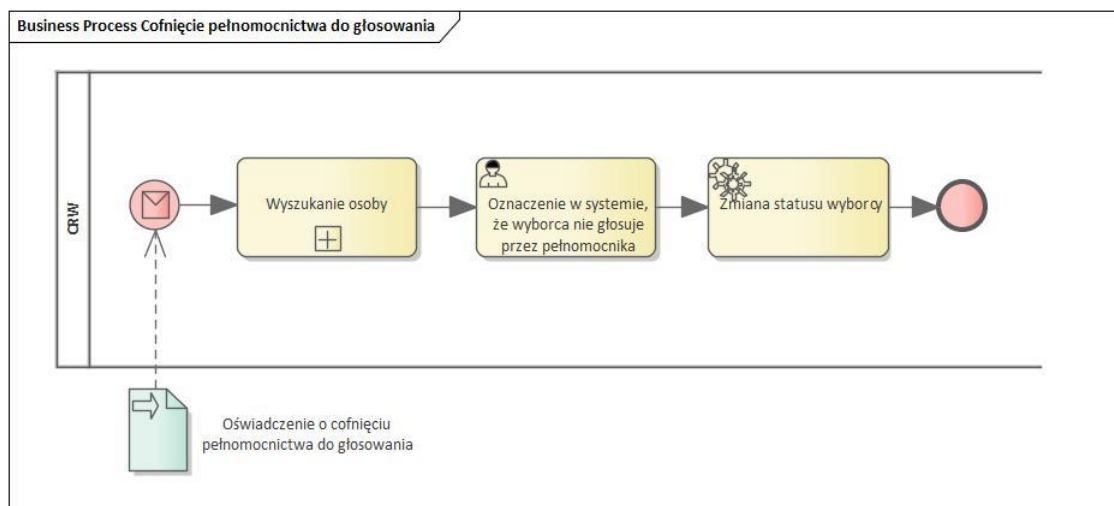 Business Process Cofnięcie pełnomocnictwa do głosowania
CRW
Wyszukanie osoby
Oznaczenie w systemie,
że wyborca nie głosuje
przez pełnomocnika
Zmiana statusu wyborcy
Oświadczenie o cofnięciu
pełnomocnictwa do głosowania